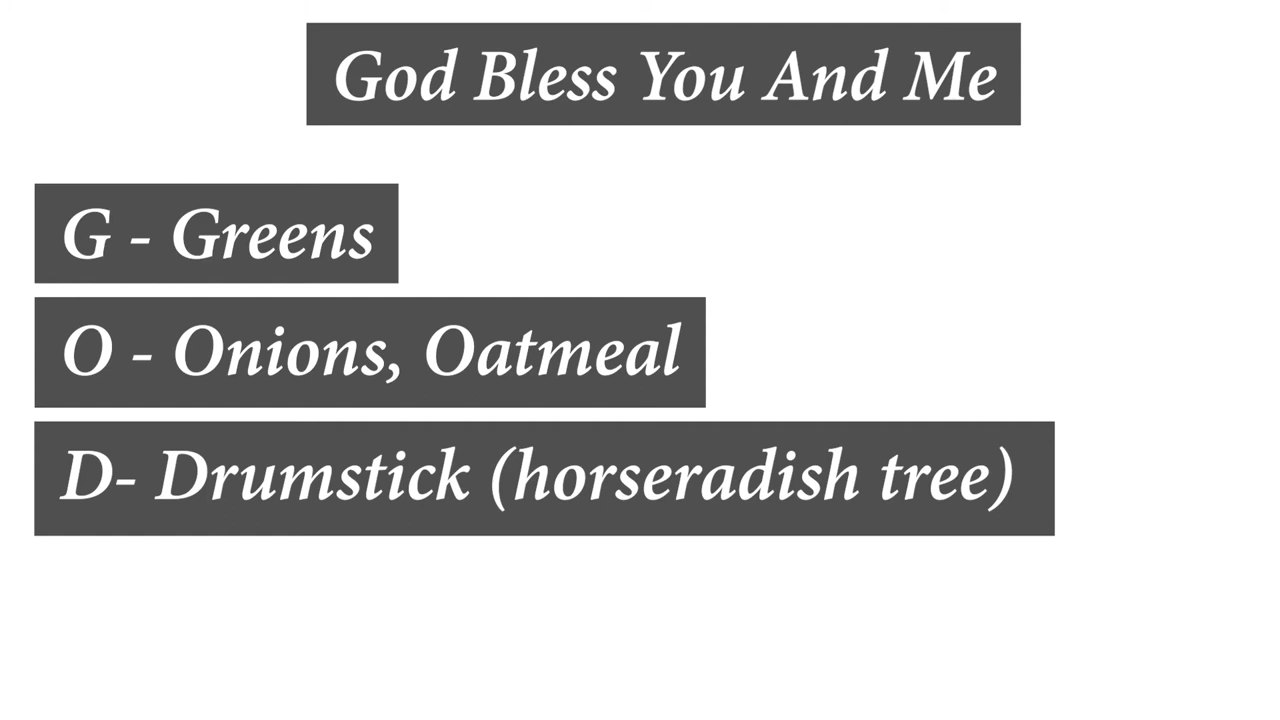 God Bless You And Me
G - Greens
O - Onions, Oatmeal
D- Drumstick (horseradish tree)